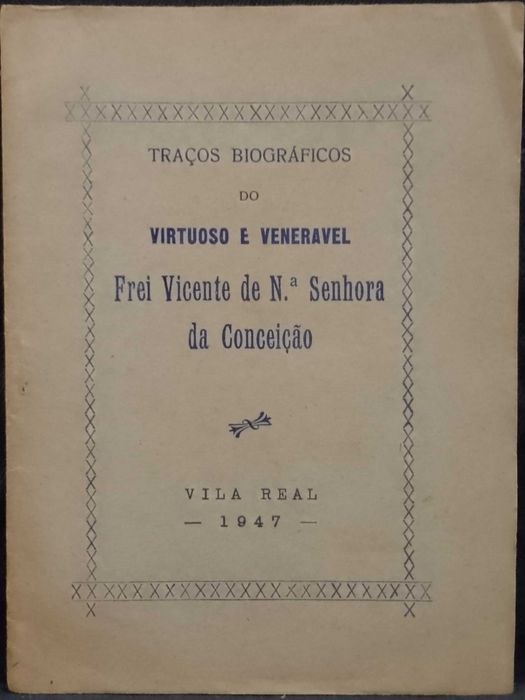 TRAÇOS BIOGRÁFICOS
DO
VIRTUOSO E VENERAVEL
Frei Vicente de N.ª Senhora
da Conceição
VILA REAL
— 1947 —